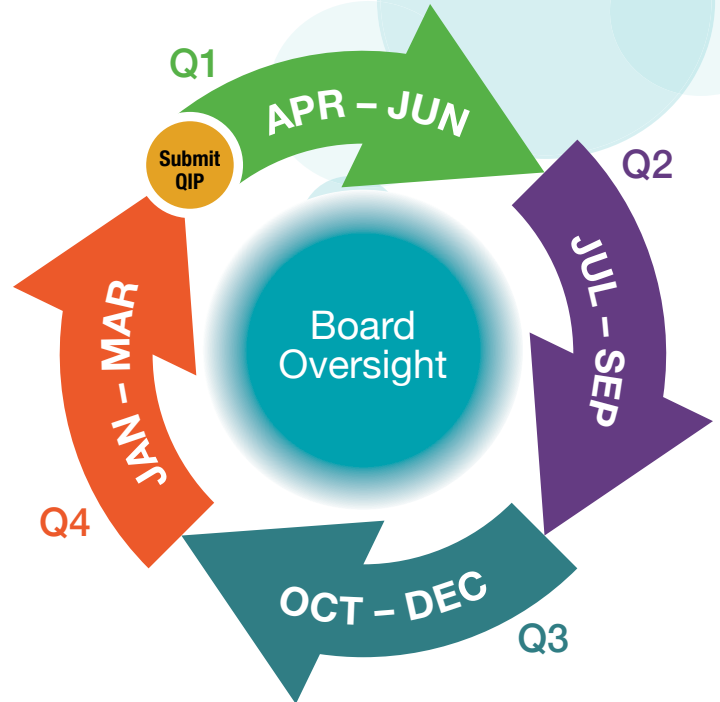 Q1
APR – JUN
Submit
QIP
Q2
JUL – SEP
Board
Oversight
JAN – MAR
Q4
OCT – DEC
Q3